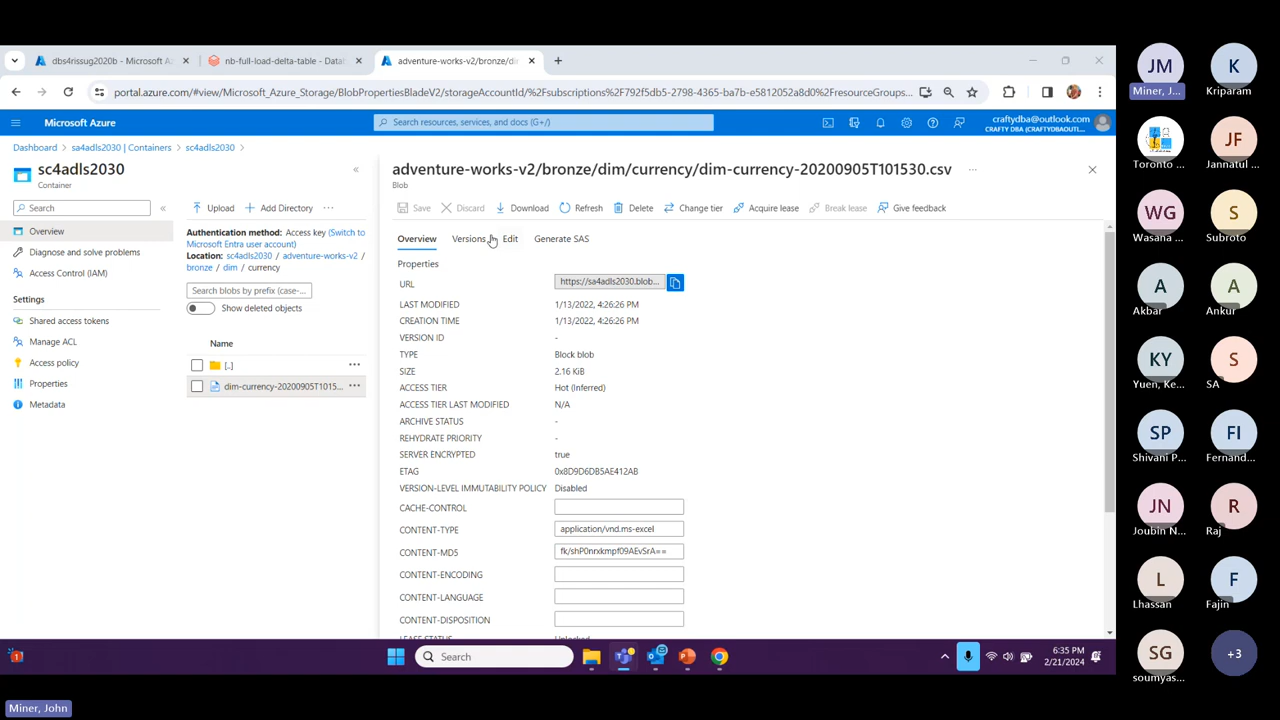 dbs4rissug2020b - Microsoft A
nb-full-load-delta-table - Datab
adventure-works-v2/bronze/di
portal.azure.com/#view/Microsoft_Azure_Storage/BlobPropertiesBladeV2/storageAccountId/%2Fsubscriptions%2F792f5db5-2798-4365-ba7b-e5812052a8d0%2FresourceGroups...
Microsoft Azure
Search resources, services, and docs (G+/)
craftydba@outlook.com
CRAFTY DBA (CRAFTYDBAOUTL...
Dashboard > sa4adls2030 | Containers > sc4adls2030 >
sc4adls2030
Container
Search
Overview
Diagnose and solve problems
Access Control (IAM)
Settings
Shared access tokens
Manage ACL
Access policy
Properties
Metadata
Upload
Add Directory
...
Authentication method: Access key (Switch to
Microsoft Entra user account)
Location: sc4adls2030 / adventure-works-v2 /
bronze / dim / currency
Search blobs by prefix (case-...
Show deleted objects
Name
[..]
...
dim-currency-20200905T1015...
...
adventure-works-v2/bronze/dim/currency/dim-currency-20200905T101530.csv
...
Blob
Save
Discard
Download
Refresh
Delete
Change tier
Acquire lease
Break lease
Give feedback
Overview
Versions
Edit
Generate SAS
Properties
URL https://sa4adls2030.blob...
LAST MODIFIED 1/13/2022, 4:26:26 PM
CREATION TIME 1/13/2022, 4:26:26 PM
VERSION ID -
TYPE Block blob
SIZE 2.16 KiB
ACCESS TIER Hot (Inferred)
ACCESS TIER LAST MODIFIED N/A
ARCHIVE STATUS -
REHYDRATE PRIORITY -
SERVER ENCRYPTED true
ETAG 0x8D9D6DB5AE412AB
VERSION-LEVEL IMMUTABILITY POLICY Disabled
CACHE-CONTROL
CONTENT-TYPE application/vnd.ms-excel
CONTENT-MD5 fk/shP0nrxkmpf09AEvSrA==
CONTENT-ENCODING
CONTENT-LANGUAGE
CONTENT-DISPOSITION
LEASE STATUS Unlocked
1
Search
6:35 PM
2/21/2024
Miner, John
JM
Miner, J...
K
Kriparam
Toronto ...
JF
Jannatul ...
WG
Wasana ...
S
Subroto
A
Akbar
A
Ankur
KY
Yuen, Ke...
S
SA
SP
Shivani P...
FI
Fernand...
JN
Joubin N...
R
Raj
L
Lhassan
F
Fajin
SG
soumyas...
+3